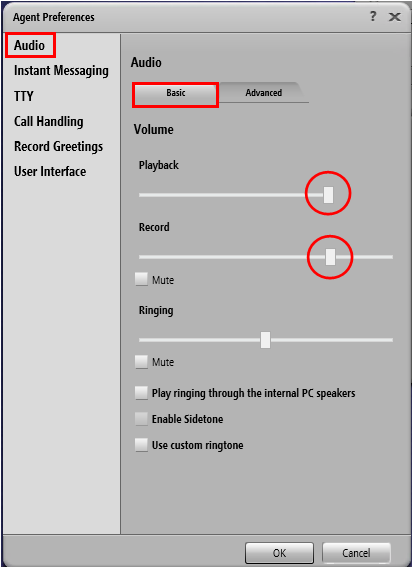 Agent Preferences
?
Audio
Instant Messaging
TTY
Call Handling
Record Greetings
User Interface
Audio
Basic
Advanced
Volume
Playback
Record
Mute
Ringing
Mute
Play ringing through the internal PC speakers
Enable Sidetone
Use custom ringtone
OK
Cancel